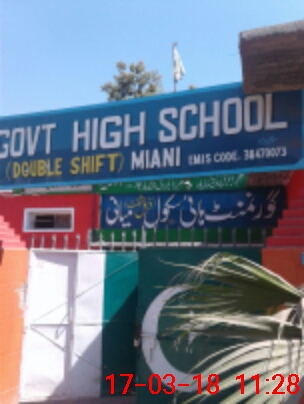 GOVT HIGH SCHOOL
(DOUBLE SHIFT) MIANI EMIS CODE. 38470073
گورنمنٹ ہائی سکول میانی
17-03-18 11:28